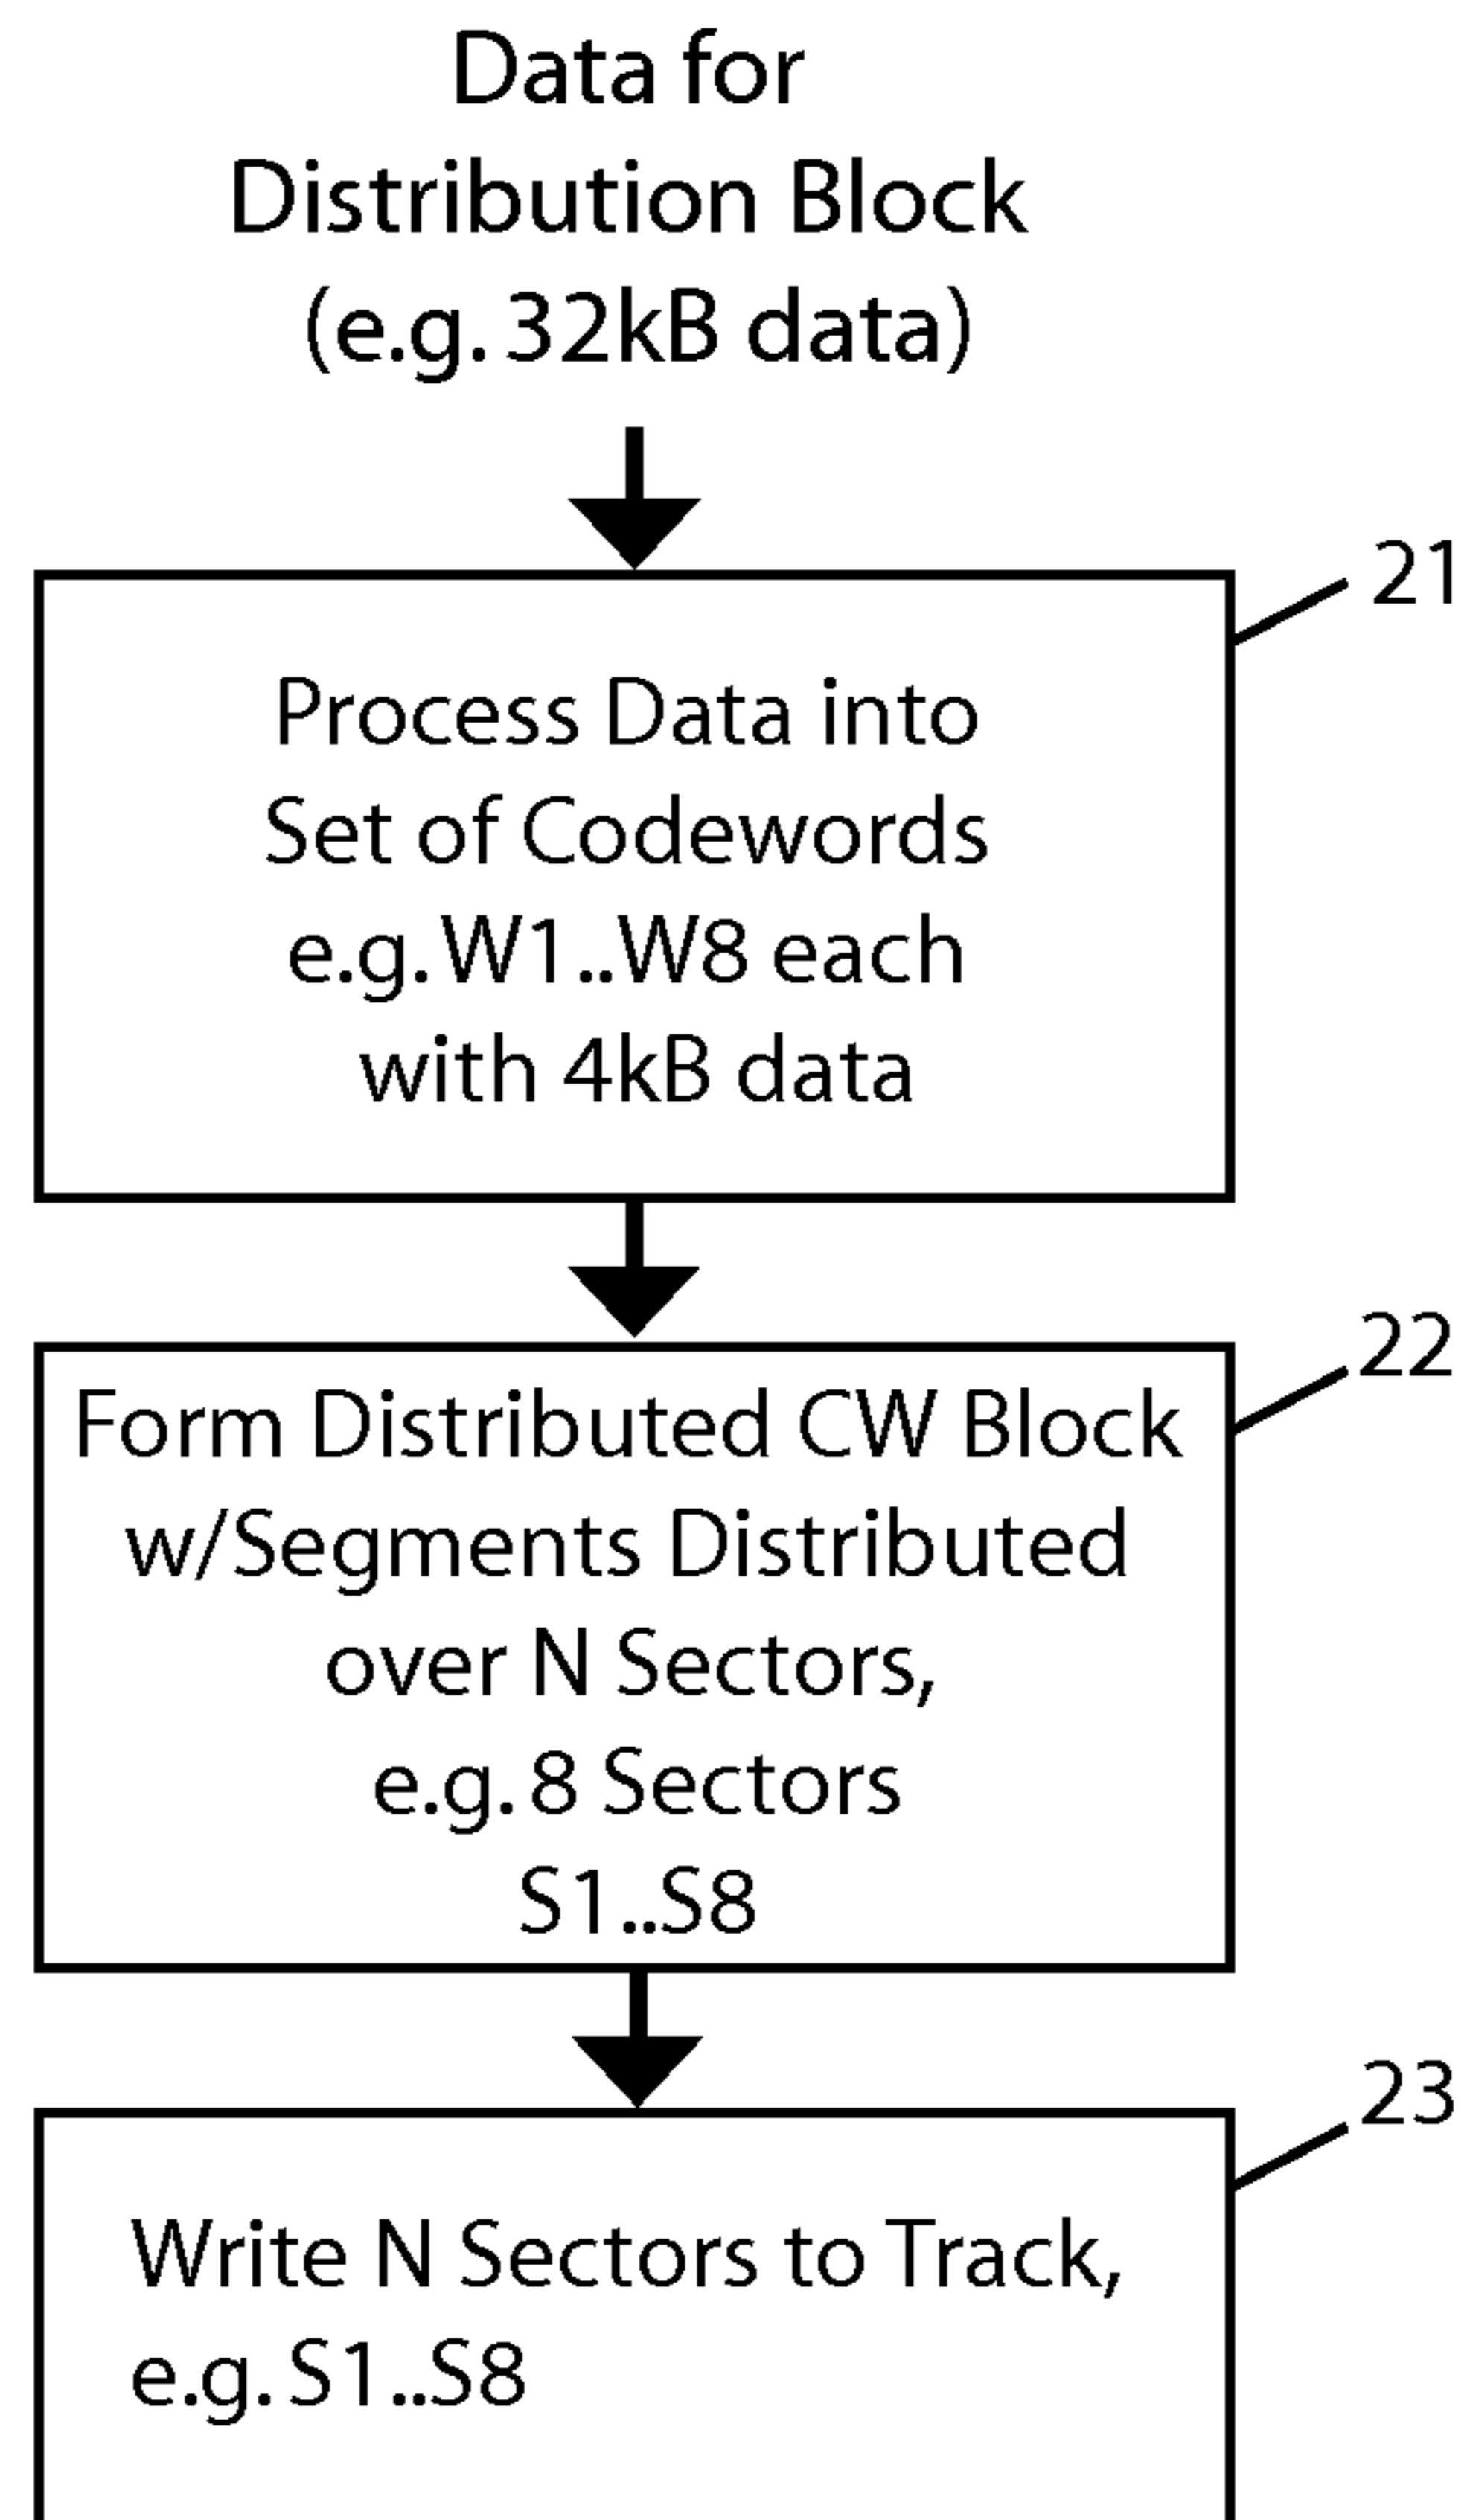 Data for
Distribution Block
(e.g. 32kB data)
21
Process Data into
Set of Codewords
e.g. W1..W8 each
with 4kB data
22
Form Distributed CW Block
w/Segments Distributed
over N Sectors,
e.g. 8 Sectors
S1..S8
23
Write N Sectors to Track,
e.g. S1..S8